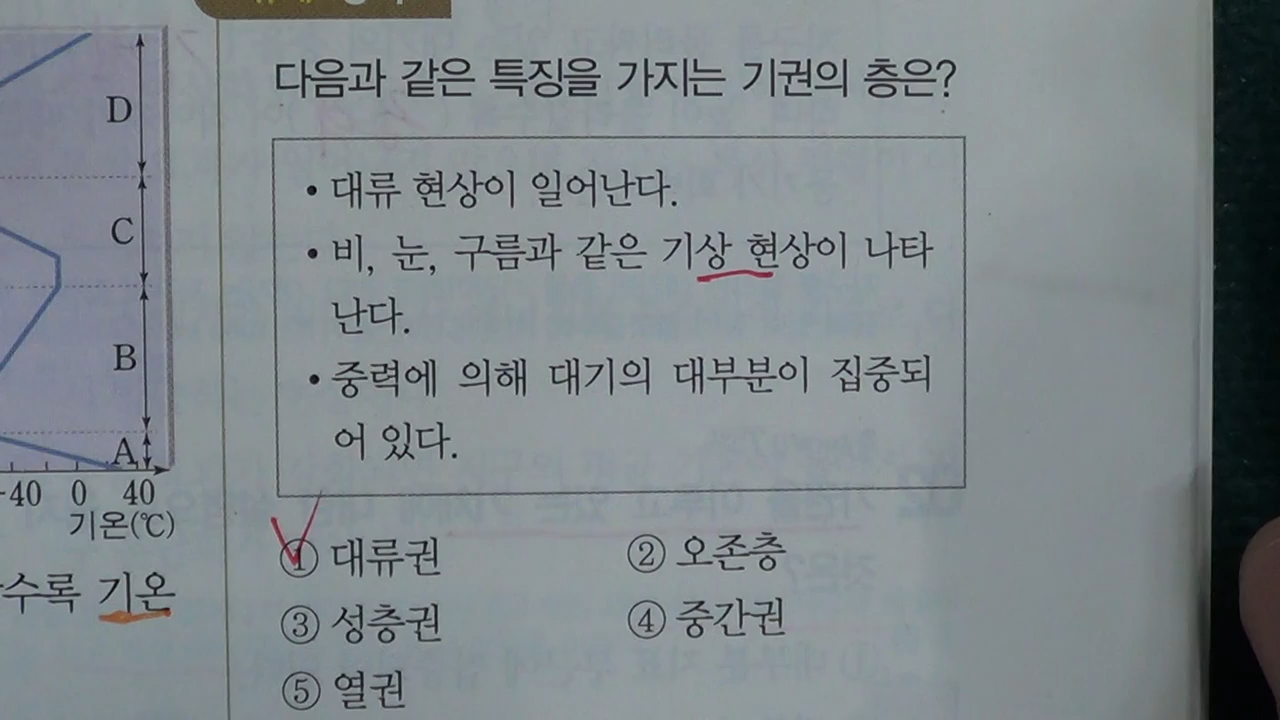 다음과 같은 특징을 가지는 기권의 층은?
• 대류 현상이 일어난다.
• 비, 눈, 구름과 같은 기상 현상이 나타
난다.
• 중력에 의해 대기의 대부분이 집중되
어 있다.
① 대류권
② 오존층
③ 성층권
④ 중간권
⑤ 열권
D
C
B
A
-40 0 40
기온(℃)
수록 기온